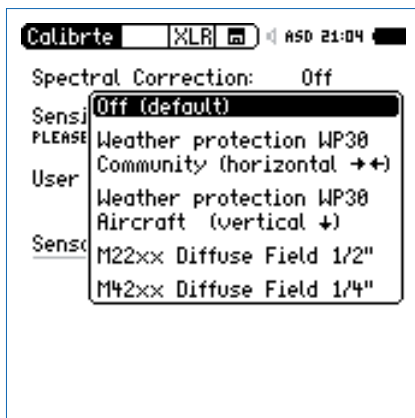 Calibrte XLR ASD 21:04
Spectral Correction: Off
Sensi
PLEASE
User
Senso
Off (default)
Weather protection WP30
Community (horizontal →←)
Weather protection WP30
Aircraft (vertical ↓)
M22xx Diffuse Field 1/2"
M42xx Diffuse Field 1/4"